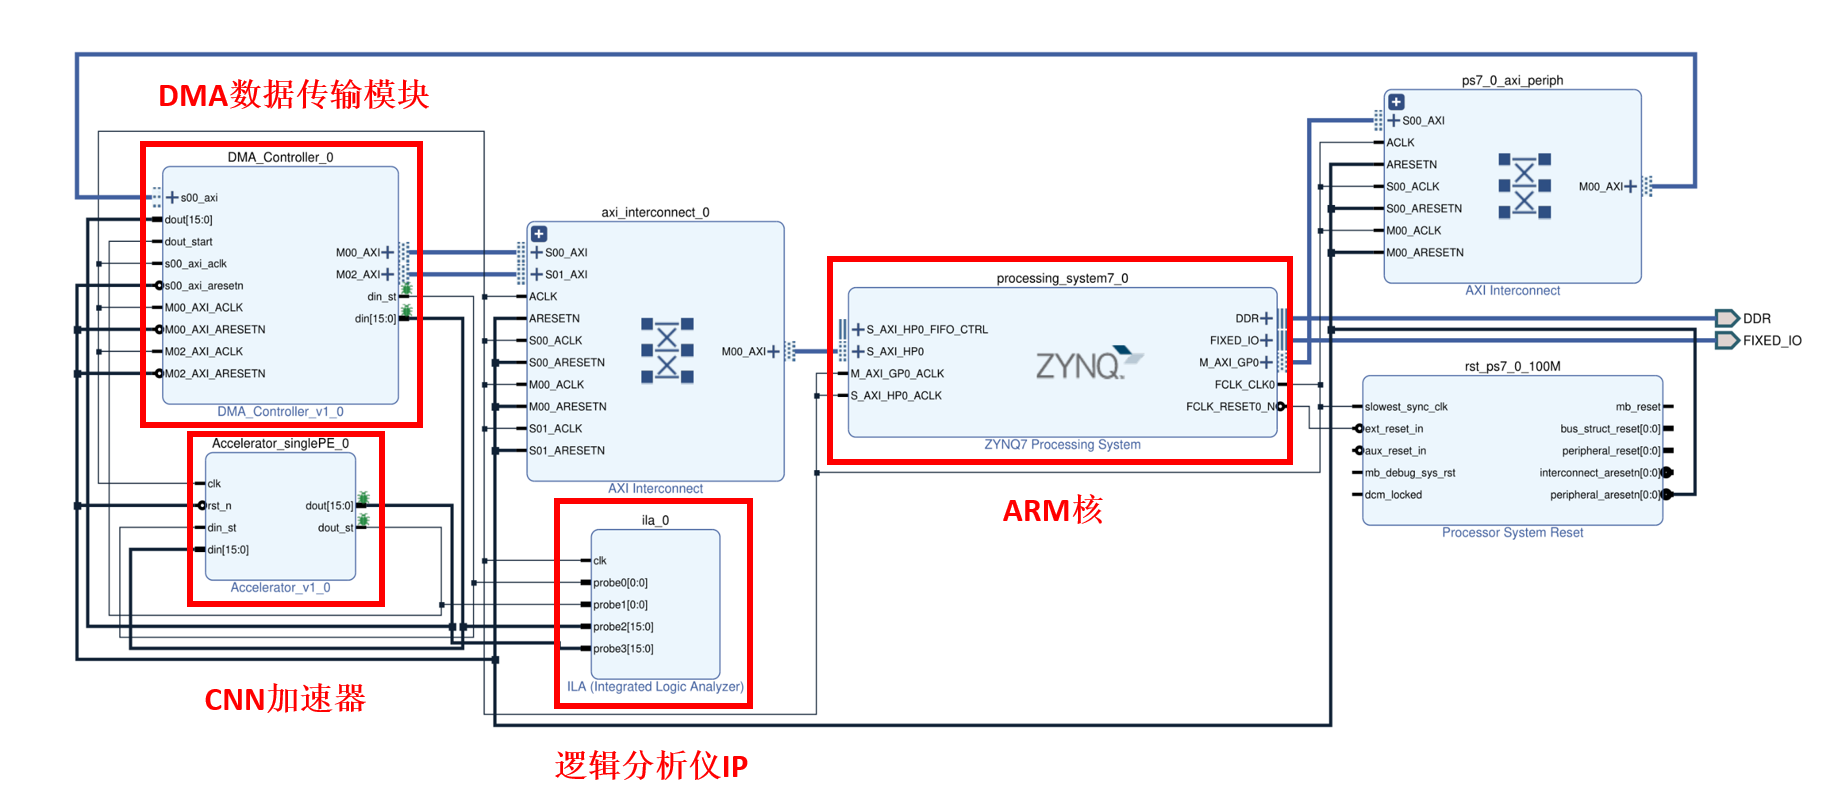 DMA数据传输模块
DMA_Controller_0
s00_axi
dout[15:0]
dout_start
s00_axi_aclk
s00_axi_aresetn
M00_AXI_ACLK
M00_AXI_ARESETN
M02_AXI_ACLK
M02_AXI_ARESETN
M00_AXI
M02_AXI
din_st
din[15:0]
DMA_Controller_v1_0
Accelerator_singlePE_0
clk
rst_n
din_st
din[15:0]
dout[15:0]
dout_st
Accelerator_v1_0
CNN加速器
axi_interconnect_0
S00_AXI
S01_AXI
ACLK
ARESETN
S00_ACLK
S00_ARESETN
M00_ACLK
M00_ARESETN
S01_ACLK
S01_ARESETN
M00_AXI
AXI Interconnect
ila_0
clk
probe0[0:0]
probe1[0:0]
probe2[15:0]
probe3[15:0]
ILA (Integrated Logic Analyzer)
逻辑分析仪IP
processing_system7_0
S_AXI_HP0_FIFO_CTRL
S_AXI_HP0
M_AXI_GP0_ACLK
S_AXI_HP0_ACLK
ZYNQ
DDR
FIXED_IO
M_AXI_GP0
FCLK_CLK0
FCLK_RESET0_N
ZYNQ7 Processing System
ARM核
ps7_0_axi_periph
S00_AXI
ACLK
ARESETN
S00_ACLK
S00_ARESETN
M00_ACLK
M00_ARESETN
M00_AXI
AXI Interconnect
DDR
FIXED_IO
rst_ps7_0_100M
slowest_sync_clk
ext_reset_in
aux_reset_in
mb_debug_sys_rst
dcm_locked
mb_reset
bus_struct_reset[0:0]
peripheral_reset[0:0]
interconnect_aresetn[0:0]
peripheral_aresetn[0:0]
Processor System Reset